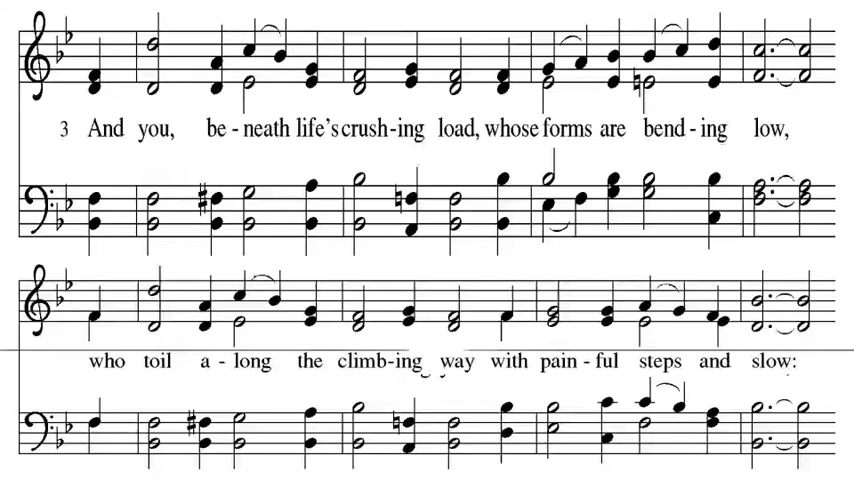 3 And you, be - neath life's crush - ing load, whose forms are bend - ing low,
who toil a - long the climb - ing way with pain - ful steps and slow: